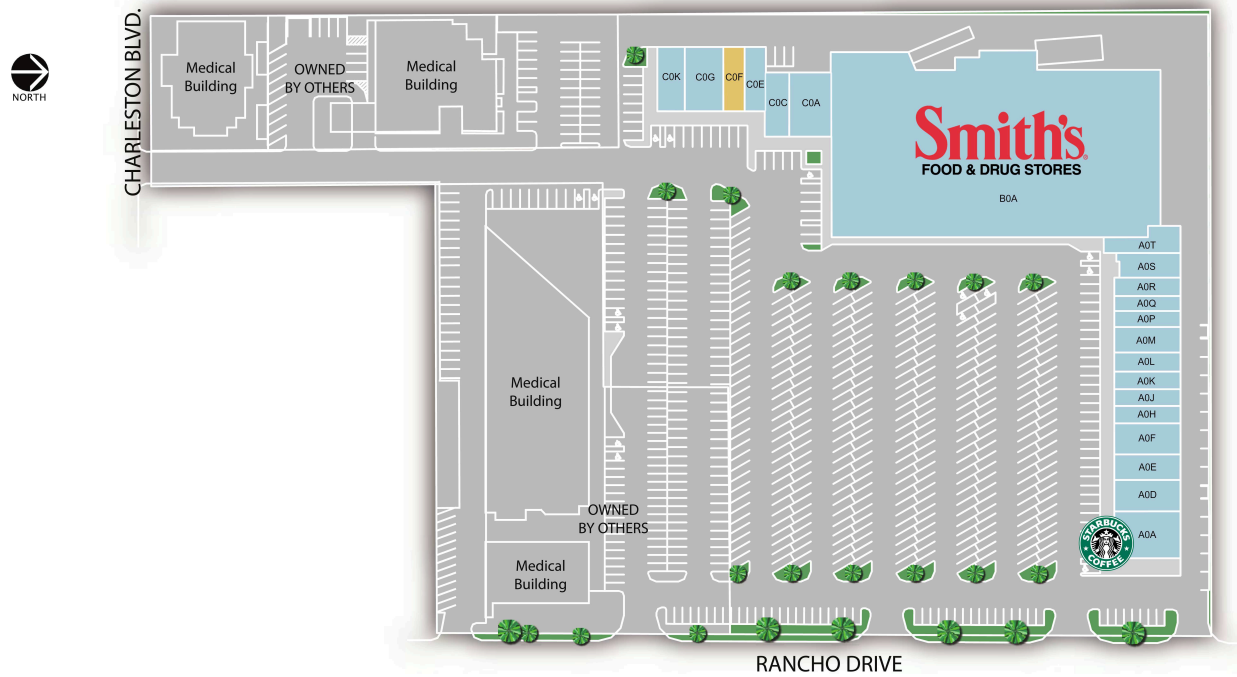 CHARLESTON BLVD.
NORTH
Medical
Building
OWNED
BY OTHERS
Medical
Building
C0K
C0G
C0F
C0E
C0C
C0A
Smith's
FOOD & DRUG STORES
B0A
A0T
A0S
A0R
A0Q
A0P
A0M
A0L
A0K
A0J
A0H
A0F
A0E
A0D
A0A
STARBUCKS
COFFEE
Medical
Building
OWNED
BY OTHERS
Medical
Building
RANCHO DRIVE